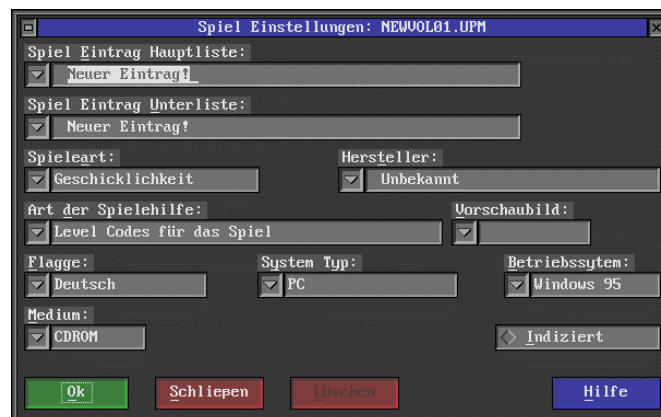 Spiel Einstellungen: NEWVOL01.UPM
Spiel Eintrag Hauptliste:
Neuer Eintrag!
Spiel Eintrag Unterliste:
Neuer Eintrag!
Spieleart: Hersteller:
Geschicklichkeit Unbekannt
Art der Spielehilfe: Vorschaubild:
Level Codes für das Spiel
Flagge: System Typ: Betriebssytem:
Deutsch PC Windows 95
Medium:
CDROM Indiziert
Ok Schließen Löschen Hilfe